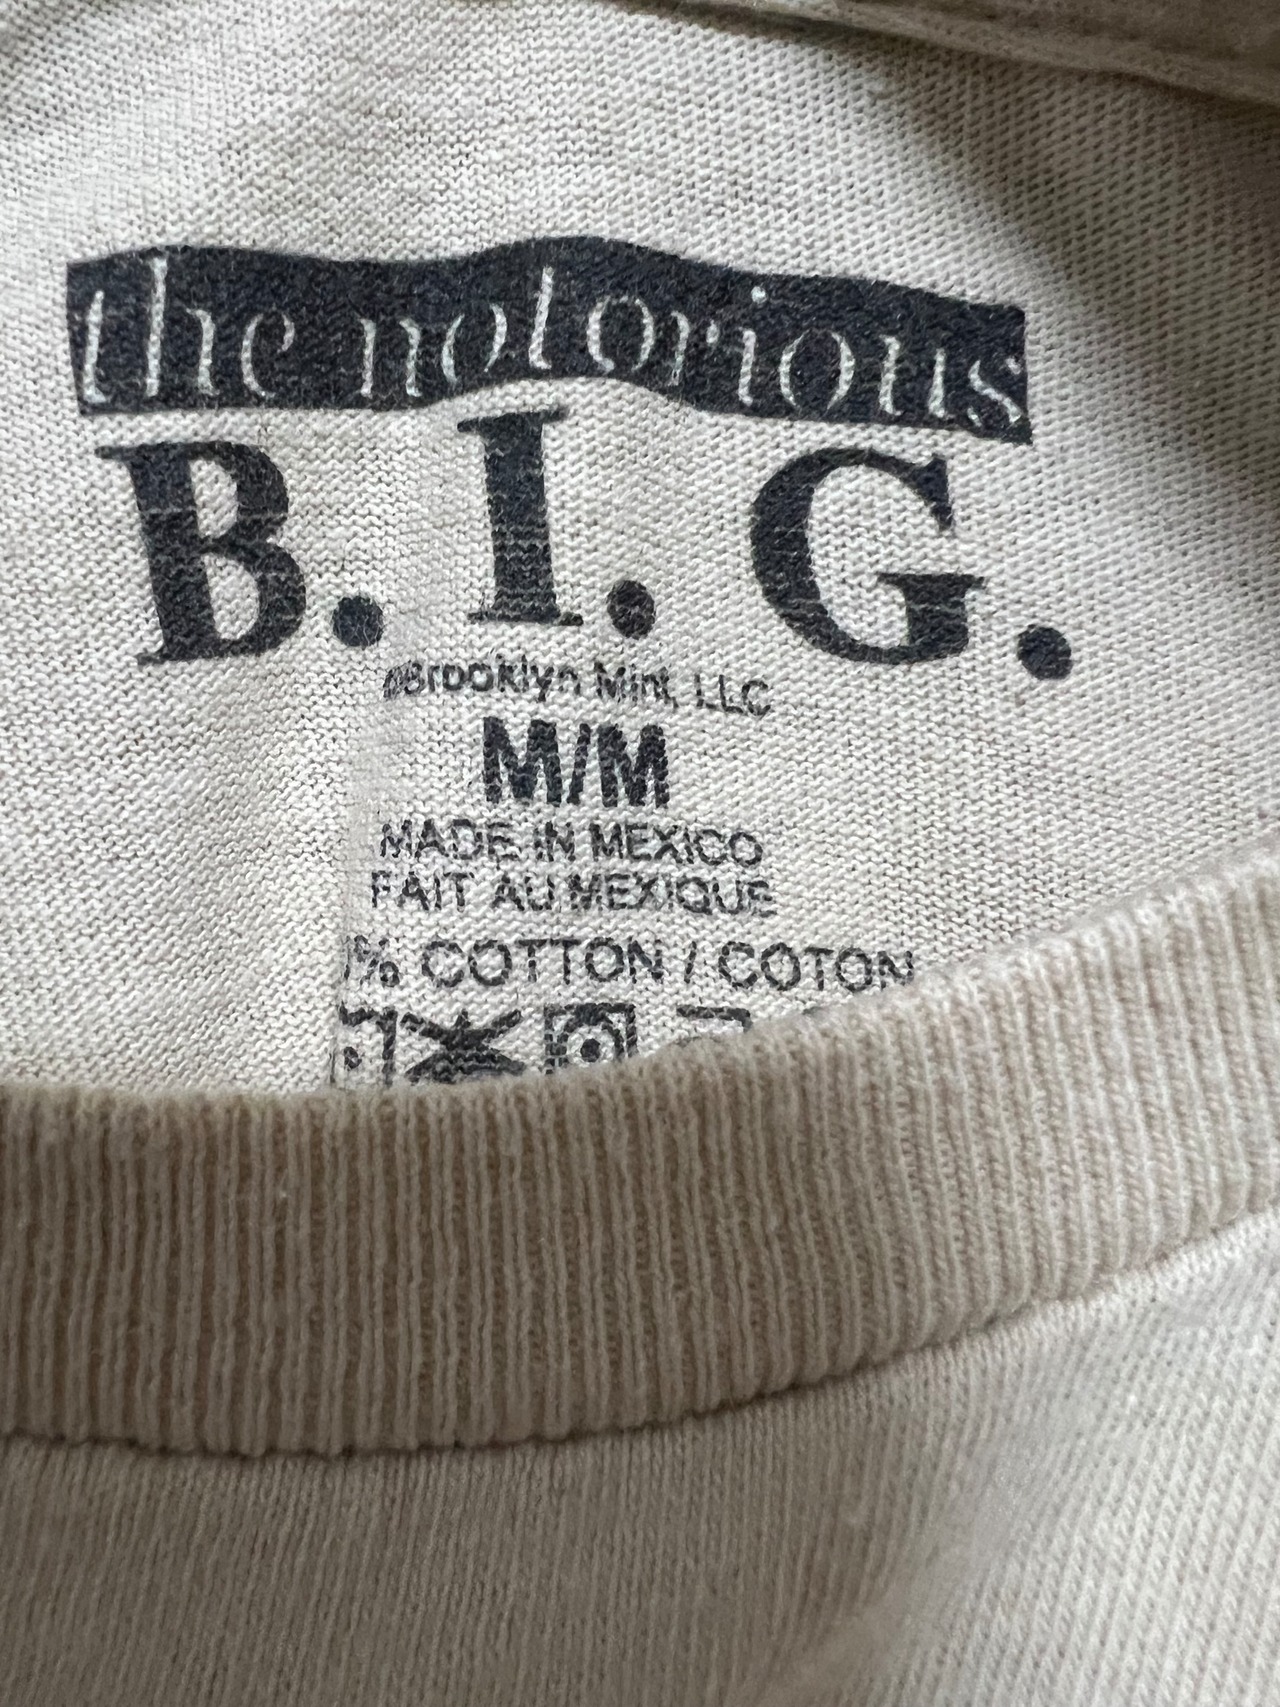 the notorious
B. I. G.
©Brooklyn Mint, LLC
M/M
MADE IN MEXICO
FAIT AU MEXIQUE
% COTTON / COTON